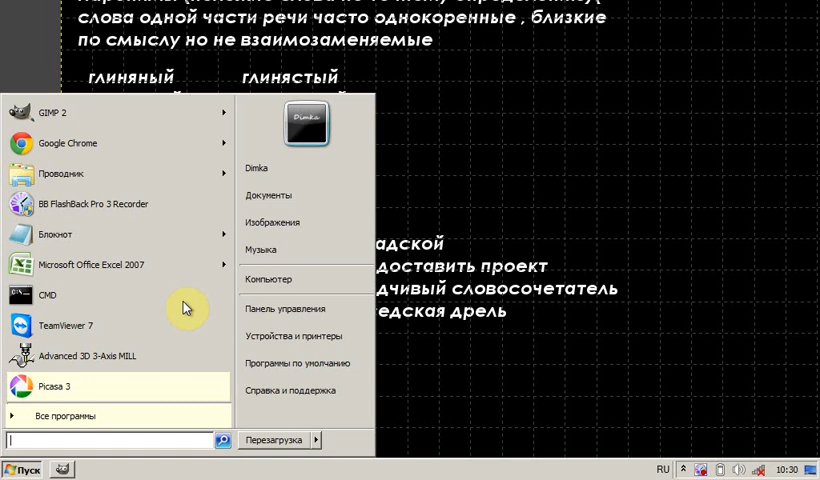 слова одной части речи часто однокоренные , близкие
по смыслу но не взаимозаменяемые
глиняный глинястый
GIMP 2
Google Chrome
Проводник
BB FlashBack Pro 3 Recorder
Блокнот
Microsoft Office Excel 2007
CMD
TeamViewer 7
Advanced 3D 3-Axis MILL
Picasa 3
Все программы
Dimka
Dimka
Документы
Изображения
Музыка
Компьютер
Панель управления
Устройства и принтеры
Программы по умолчанию
Справка и поддержка
Перезагрузка
адской
доставить проект
дчивый словосочетатель
едская дрель
Пуск
RU
10:30